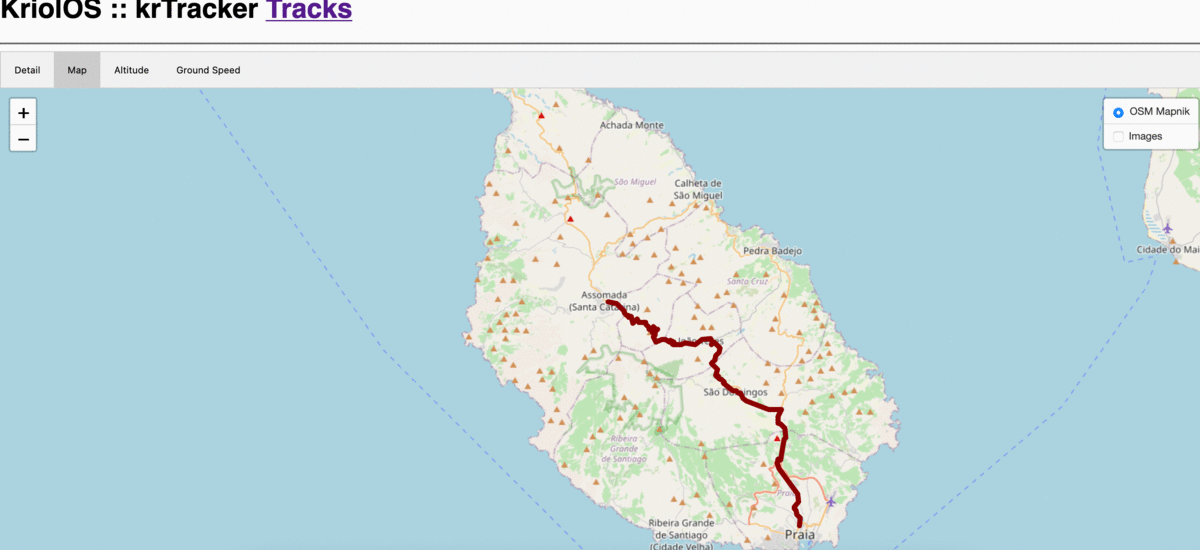 KriolOS :: krTracker Tracks
Detail Map Altitude Ground Speed
+
−
OSM Mapnik
Images
Achada Monte
São Miguel
Calheta de
São Miguel
Pedra Badejo
Cidade do Mai
Santa Cruz
Assomada
(Santa Catarina)
São Domingos
Ribeira
Grande
de Santiago
Praia
Ribeira Grande
de Santiago
(Cidade Velha)
Praia